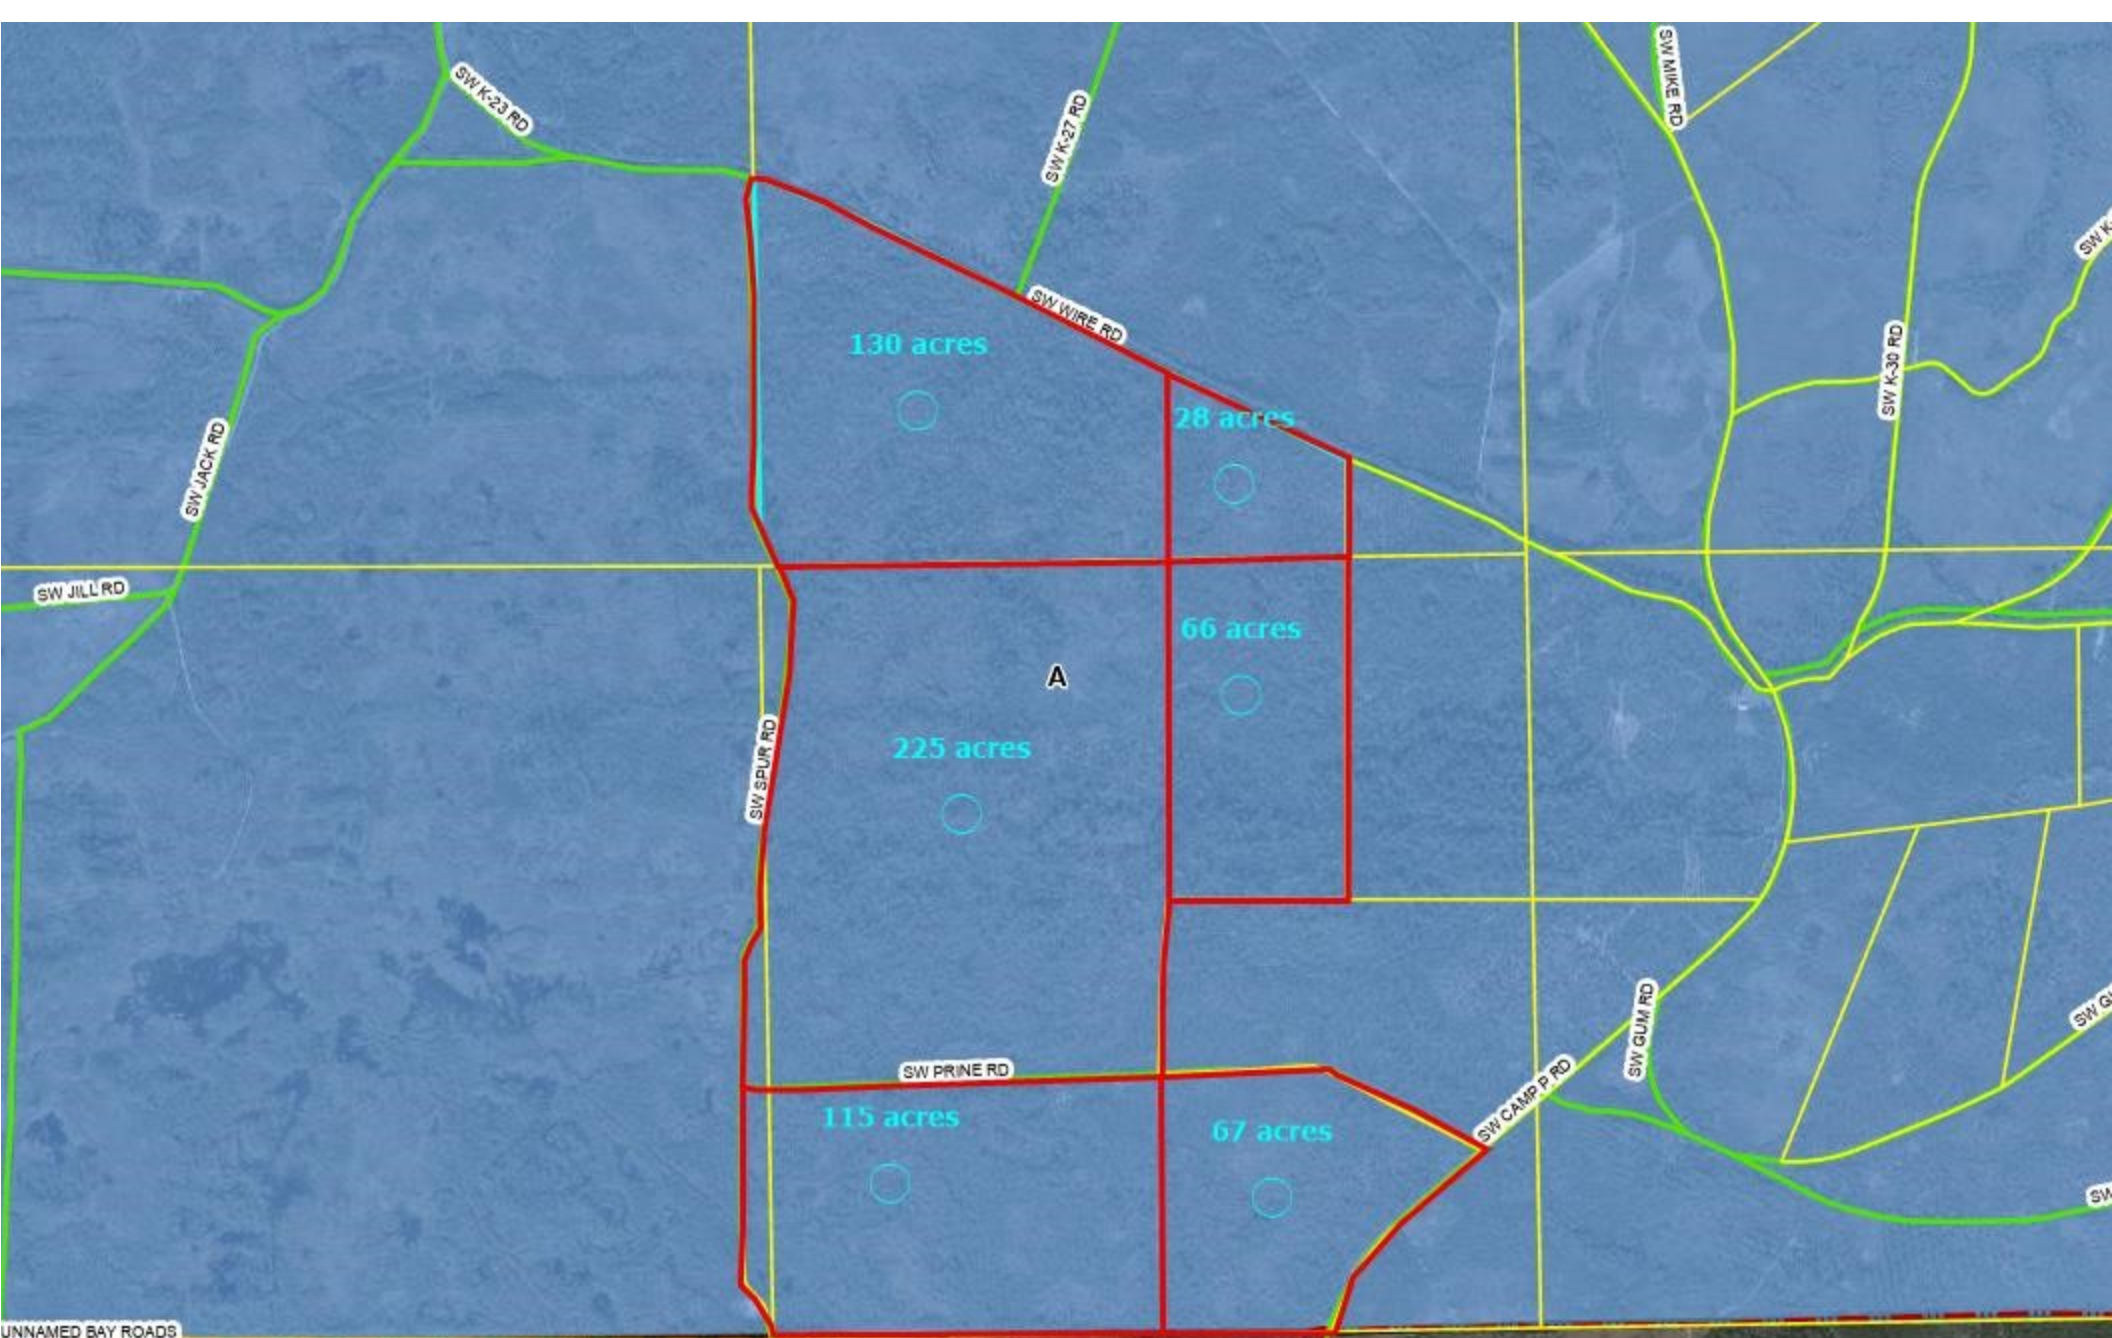 SW K-23 RD
SW K-27 RD
SW MIKE RD
SW K-30 RD
SW WIRE RD
130 acres
28 acres
SW JACK RD
SW JILL RD
66 acres
A
225 acres
SW SPUR RD
SW PRINE RD
SW GUM RD
SW CAMP P RD
115 acres
67 acres
SW
UNNAMED BAY ROADS